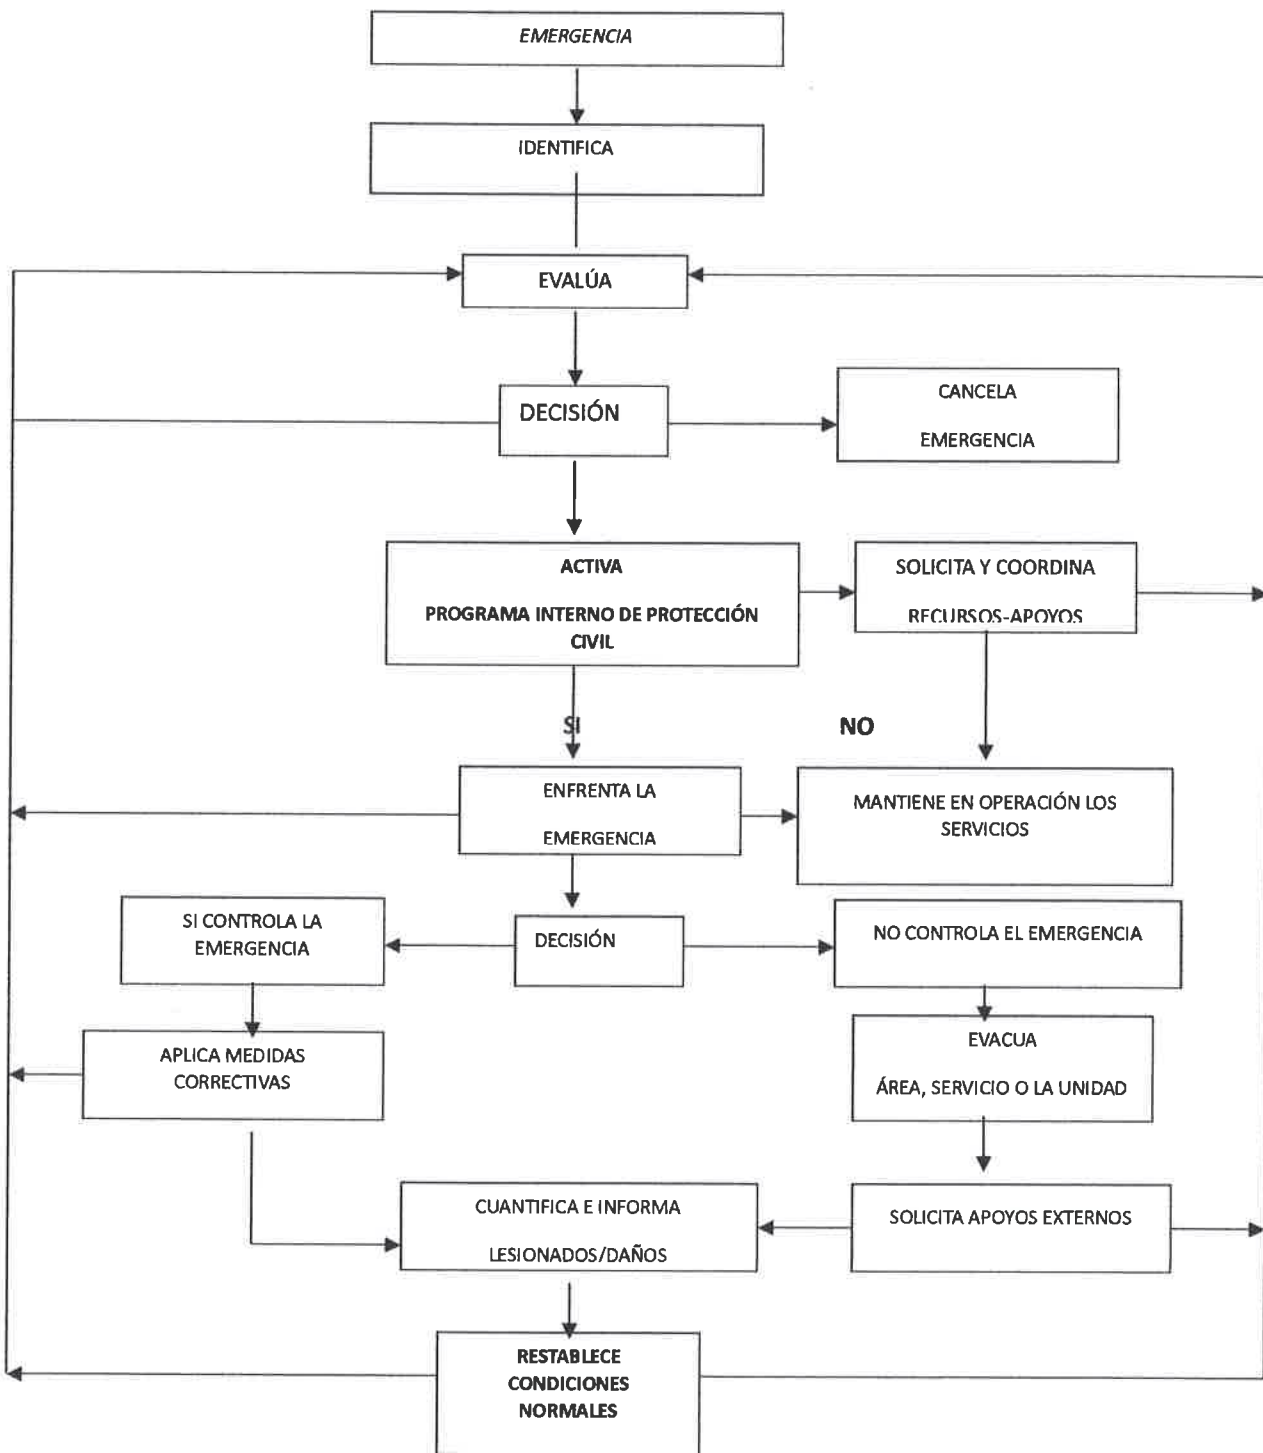 EMERGENCIA
IDENTIFICA
EVALÚA
DECISIÓN
CANCELA
EMERGENCIA
ACTIVA
PROGRAMA INTERNO DE PROTECCIÓN
CIVIL
SOLICITA Y COORDINA
RECURSOS-APOYOS
SI
NO
ENFRENTA LA
EMERGENCIA
MANTIENE EN OPERACIÓN LOS
SERVICIOS
SI CONTROLA LA
EMERGENCIA
DECISIÓN
NO CONTROLA EL EMERGENCIA
APLICA MEDIDAS
CORRECTIVAS
EVACUA
ÁREA, SERVICIO O LA UNIDAD
CUANTIFICA E INFORMA
LESIONADOS/DAÑOS
SOLICITA APOYOS EXTERNOS
RESTABLECE
CONDICIONES
NORMALES